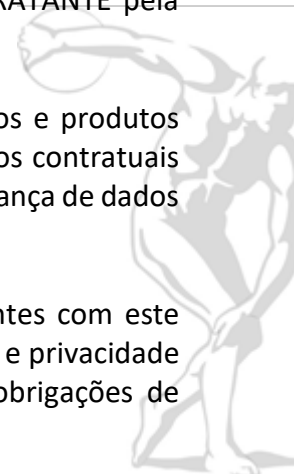 RATANTE pela
os e produtos
os contratuais
ança de dados
ntes com este
e privacidade
obrigações de